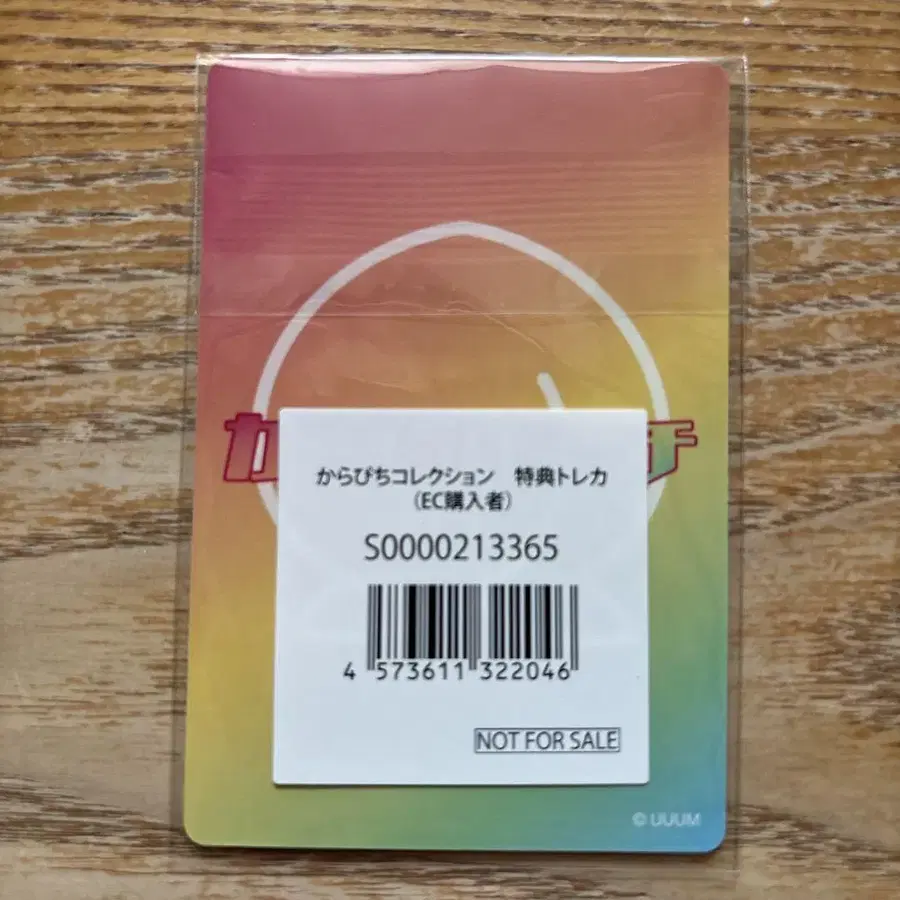 からぴちコレクション　特典トレカ
（EC購入者）
S0000213365
4 573611 322046
NOT FOR SALE
© UUUM